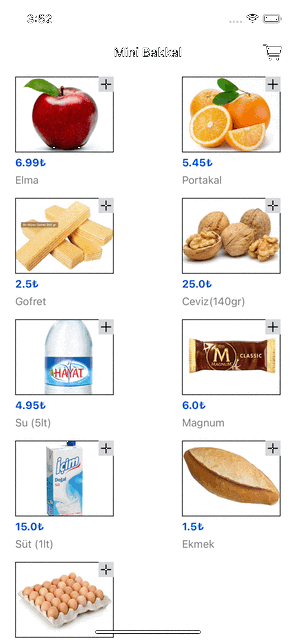 3:52
Mini Bakkal
6.99₺
Elma
5.45₺
Portakal
2.5₺
Gofret
25.0₺
Ceviz(140gr)
HAYAT
4.95₺
Su (5lt)
M
MAGNUM
CLASSIC
6.0₺
Magnum
içim
Doğal
15.0₺
Süt (1lt)
1.5₺
Ekmek